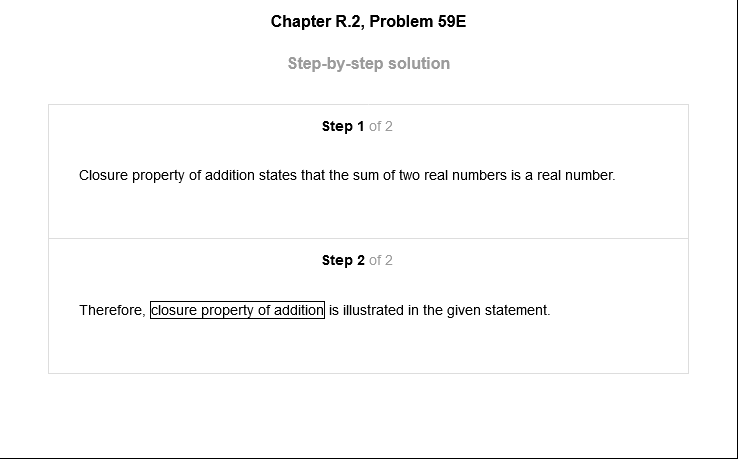 Chapter R.2, Problem 59E
Step-by-step solution
Step 1 of 2
Closure property of addition states that the sum of two real numbers is a real number.
Step 2 of 2
Therefore, closure property of addition is illustrated in the given statement.